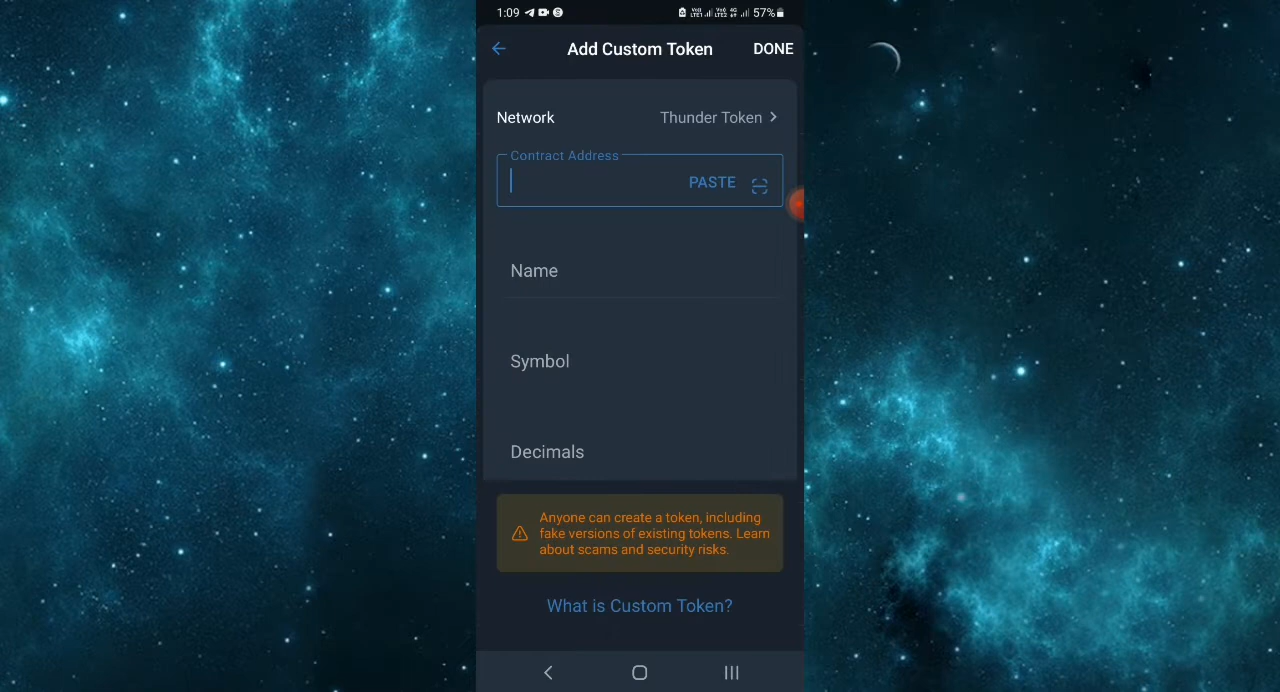 1:09
57%
Add Custom Token
DONE
Network
Thunder Token
Contract Address
PASTE
Name
Symbol
Decimals
Anyone can create a token, including
fake versions of existing tokens. Learn
about scams and security risks.
What is Custom Token?